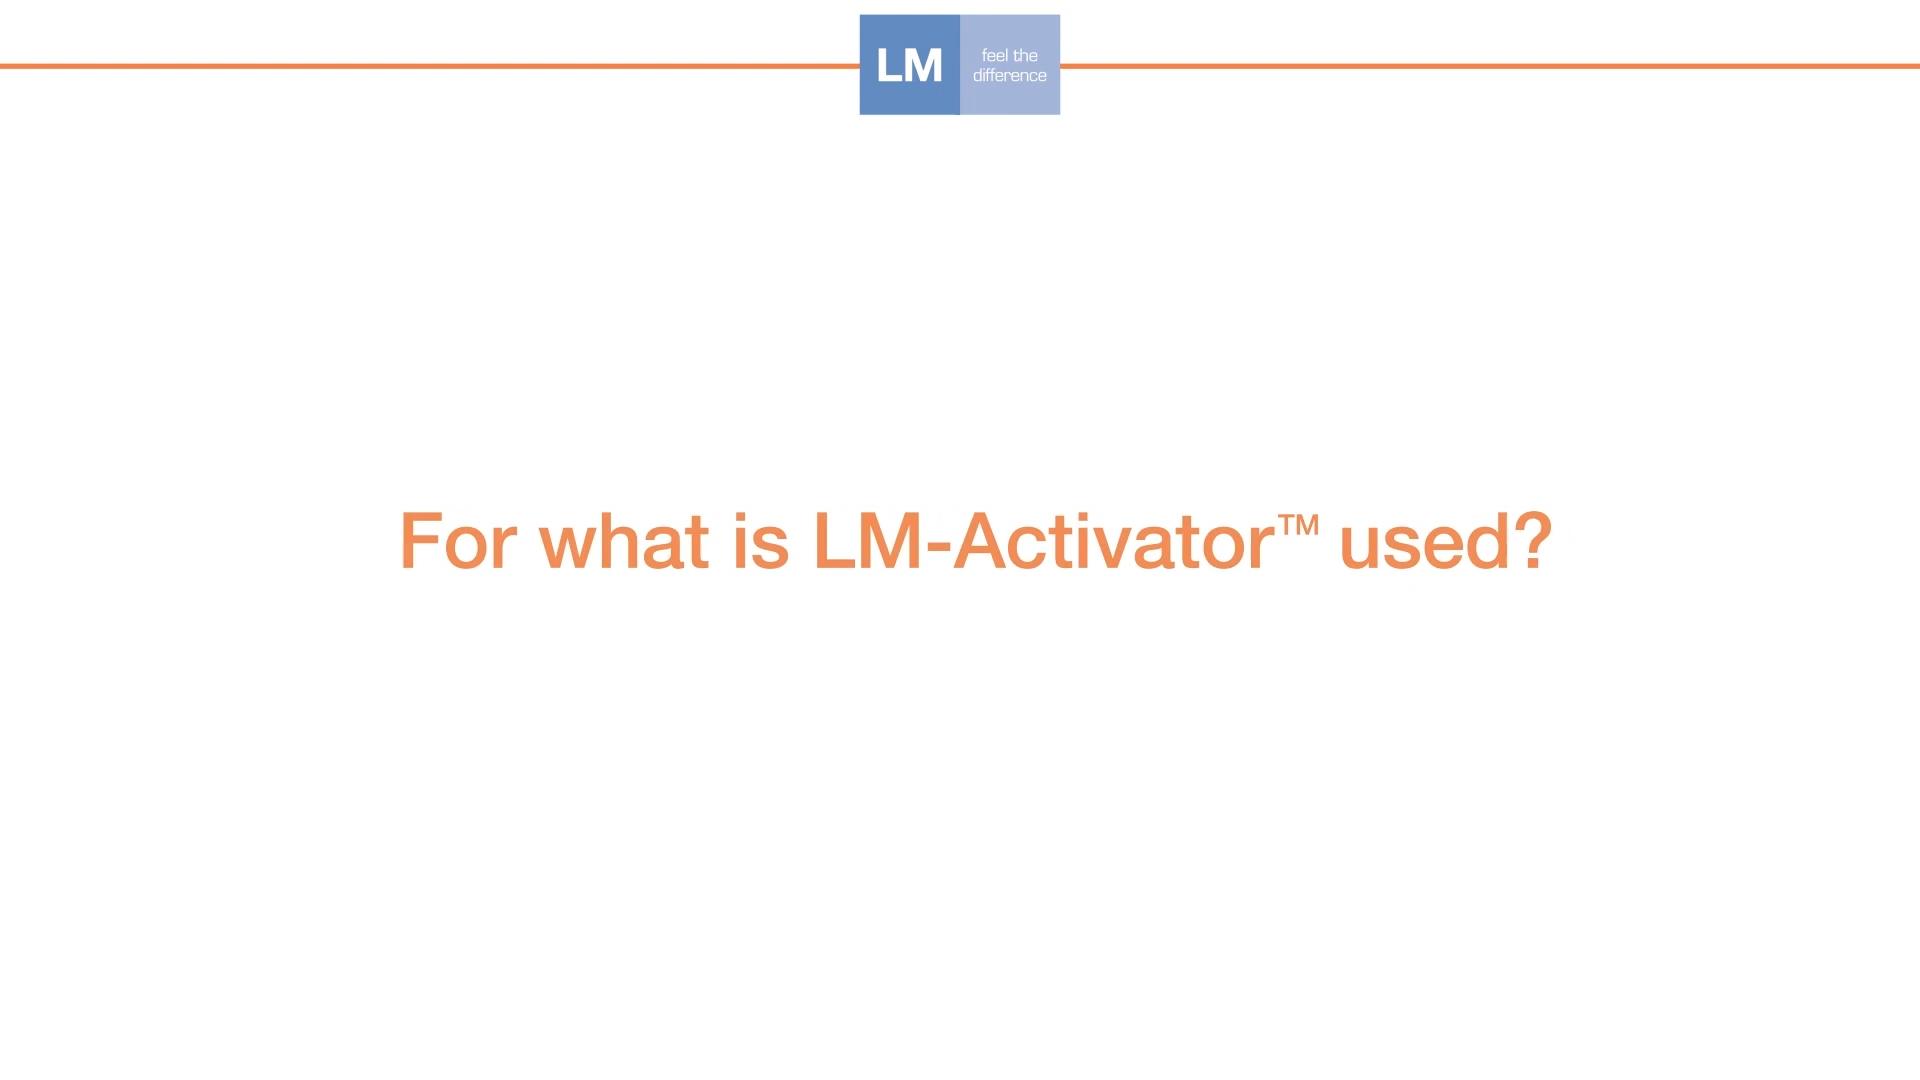 LM
feel the
difference
For what is LM-Activator™ used?